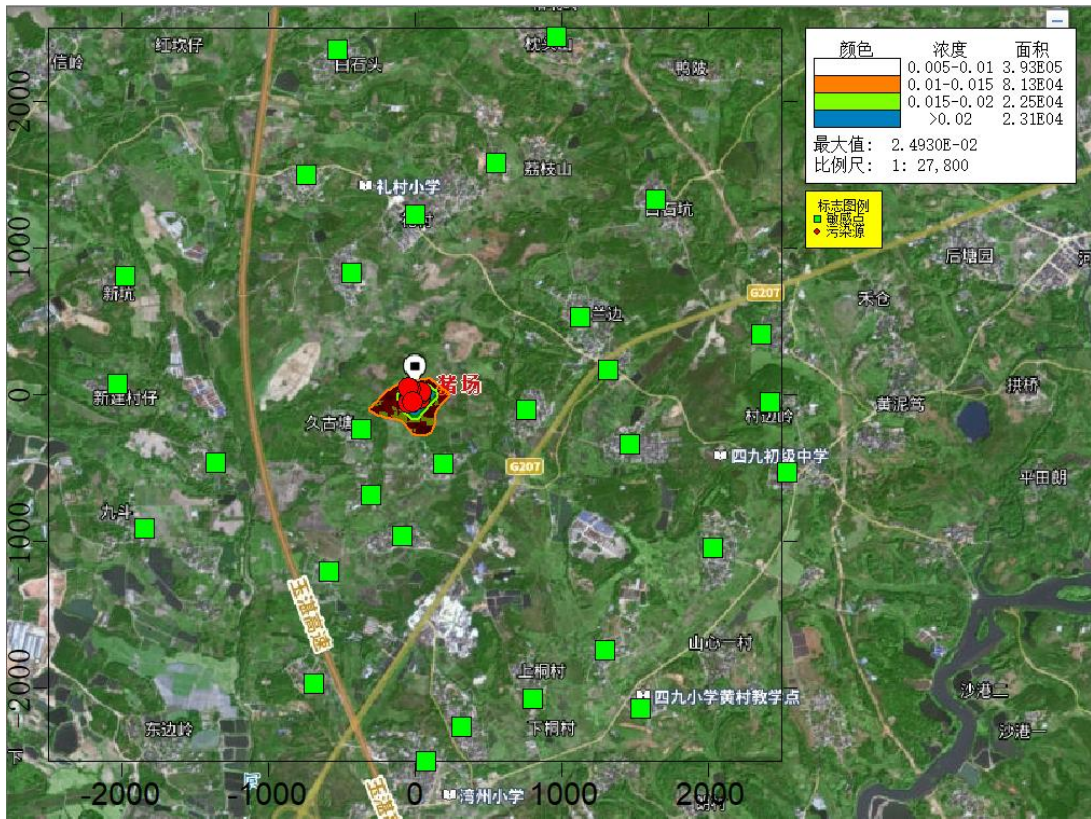 红坎仔
信岭
白石头
鸭陂
颜色 浓度 面积
0.005-0.01 3.93E05
0.01-0.015 8.13E04
0.015-0.02 2.25E04
>0.02 2.31E04
最大值: 2.4930E-02
比例尺: 1: 27,800
标志图例
敏感点
污染源
2000
荔枝山
礼村小学
白石坑
1000
后塘园
新坑
G207
禾仓
兰边
0
猪场
新建村仔
拱桥
黄泥笃
村边岭
久古塘
四九初级中学
G207
平田朗
-1000
九斗
玉湛高速
山心一村
上桐村
-2000
四九小学黄村教学点
沙港二
东边岭
下桐村
沙港一
-2000 -1000 0 1000 2000
湾州小学